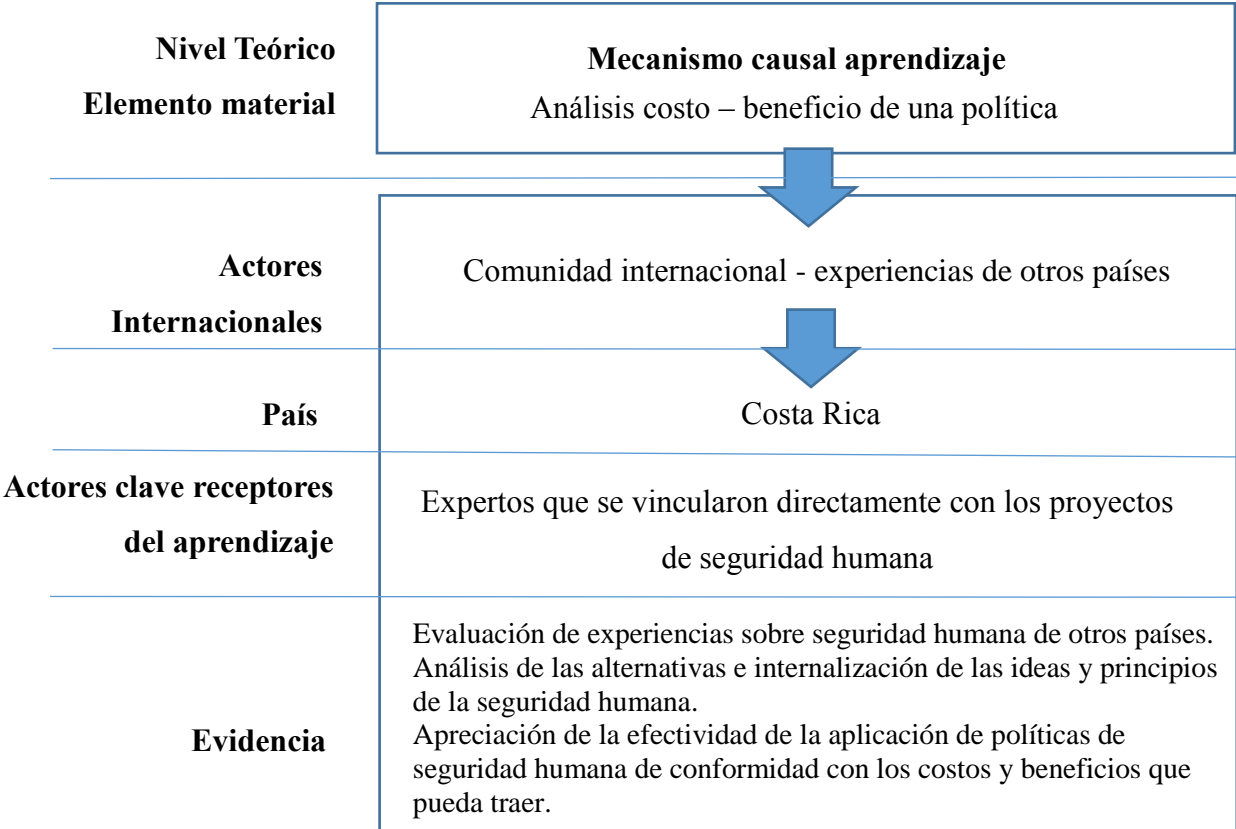 Nivel Teórico
Elemento material
Mecanismo causal aprendizaje
Análisis costo – beneficio de una política
Actores
Internacionales
Comunidad internacional - experiencias de otros países
País
Costa Rica
Actores clave receptores
del aprendizaje
Expertos que se vincularon directamente con los proyectos
de seguridad humana
Evidencia
Evaluación de experiencias sobre seguridad humana de otros países.
Análisis de las alternativas e internalización de las ideas y principios
de la seguridad humana.
Apreciación de la efectividad de la aplicación de políticas de
seguridad humana de conformidad con los costos y beneficios que
pueda traer.